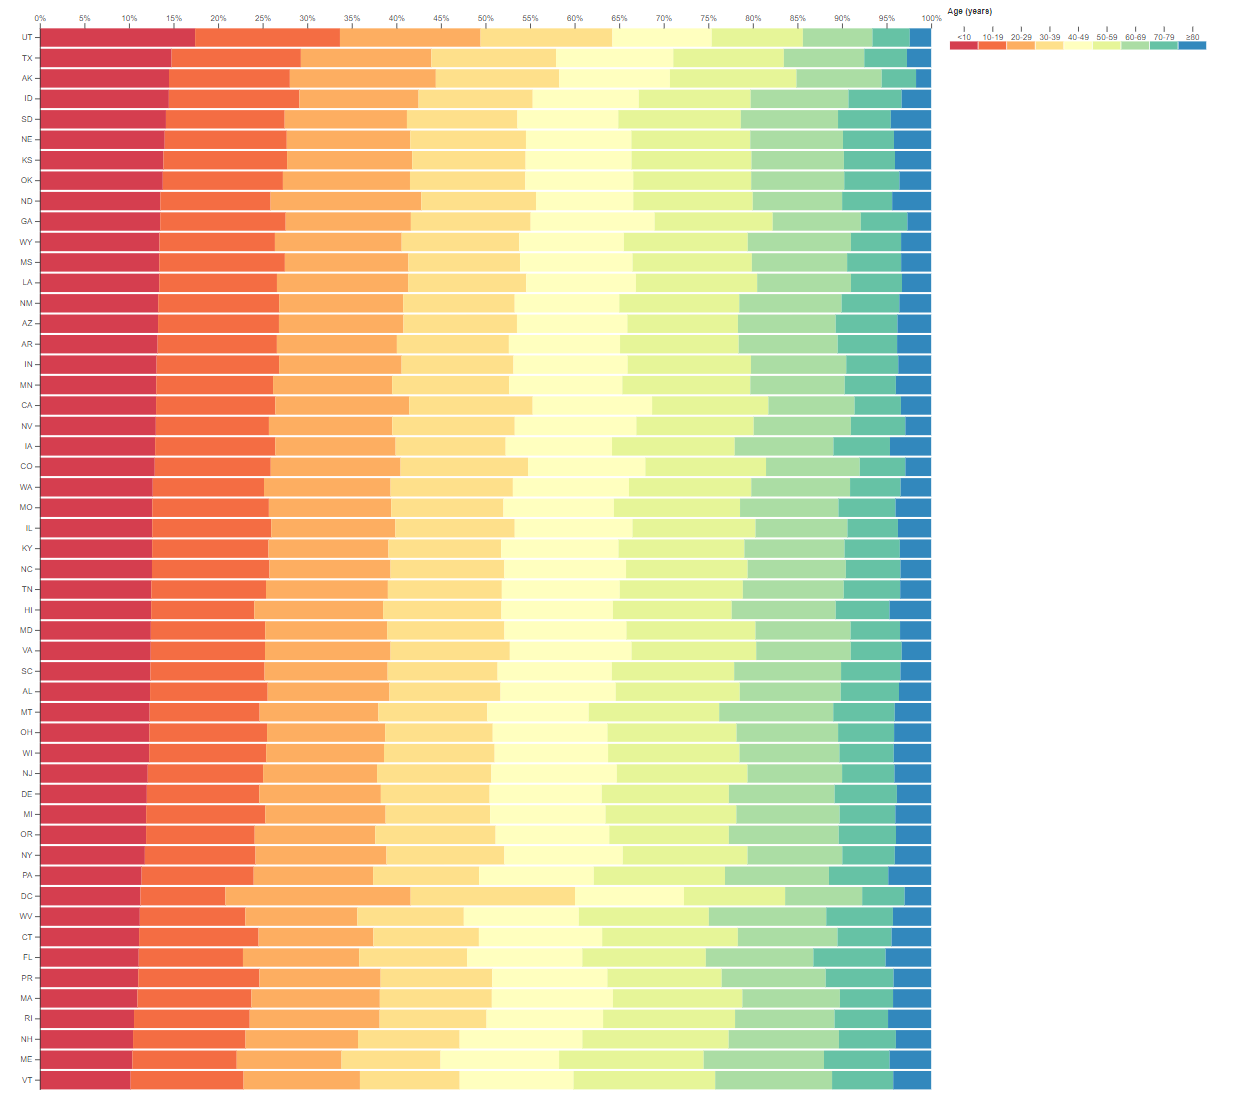 0% 5% 10% 15% 20% 25% 30% 35% 40% 45% 50% 55% 60% 65% 70% 75% 80% 85% 90% 95% 100%
Age (years)
<10 10-19 20-29 30-39 40-49 50-59 60-69 70-79 ≥80
UT
TX
AK
ID
SD
NE
KS
OK
ND
GA
WY
MS
LA
NM
AZ
AR
IN
MN
CA
NV
IA
CO
WA
MO
IL
KY
NC
TN
HI
MD
VA
SC
AL
MT
OH
WI
NJ
DE
MI
OR
NY
PA
DC
WV
CT
FL
PR
MA
RI
NH
ME
VT